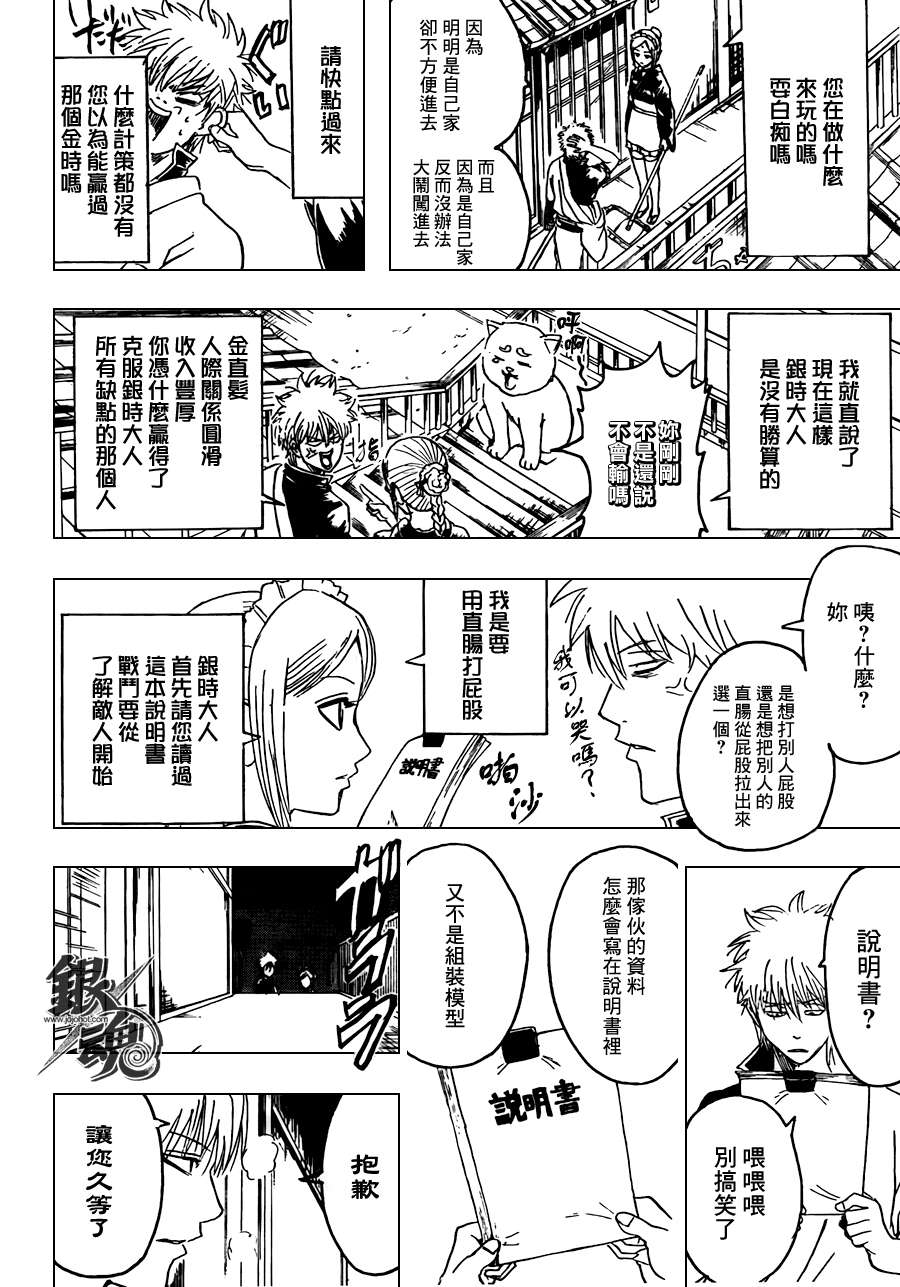 您在做什麼
來玩的嗎
耍白痴嗎
因為
明明是自己家
卻不方便進去
而且
因為是自己家
反而沒辦法
大鬧闖進去
請快點過來
什麼計策都沒有
您以為能贏過
那個金時嗎
我就直說了
現在這樣
銀時大人
是沒有勝算的
妳剛剛
不是還說
不會輸嗎
呵啊
指
金直髮
人際關係圓滑
收入豐厚
你憑什麼贏得了
克服銀時大人
所有缺點的那個人
咦?什麼?
妳
是想打別人屁股
還是想把別人的
直腸從屁股拉出來
選一個?
我可以哭嗎?
我是要
用直腸打屁股
啪沙
說明書
銀時大人
首先請您讀過
這本說明書
戰鬥要從
了解敵人開始
說明書?
喂喂喂
別搞笑了
那傢伙的資料
怎麼會寫在說明書裡
又不是組裝模型
說明書
ガラガラ
抱歉
讓您久等了
銀魂
www.jdjohot.com